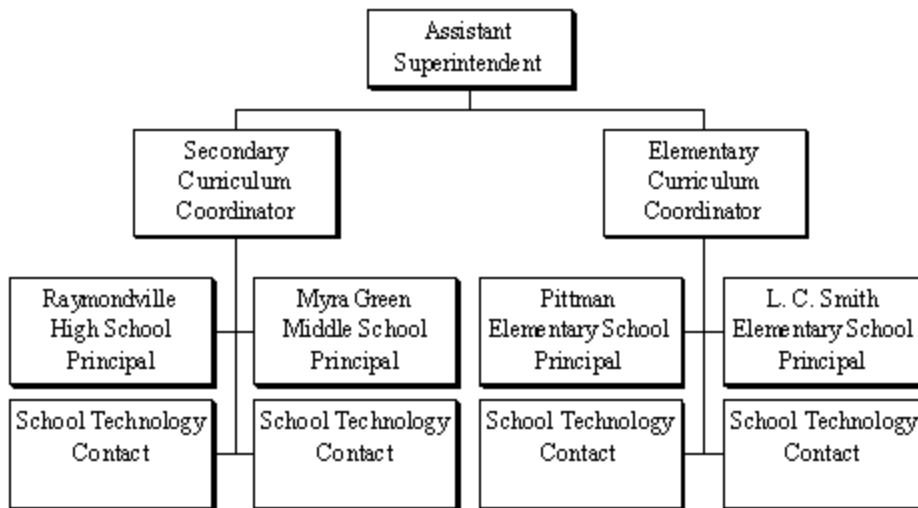 Assistant
Superintendent
Secondary
Curriculum
Coordinator
Elementary
Curriculum
Coordinator
Raymondville
High School
Principal
Myra Green
Middle School
Principal
Pittman
Elementary School
Principal
L. C. Smith
Elementary School
Principal
School Technology
Contact
School Technology
Contact
School Technology
Contact
School Technology
Contact